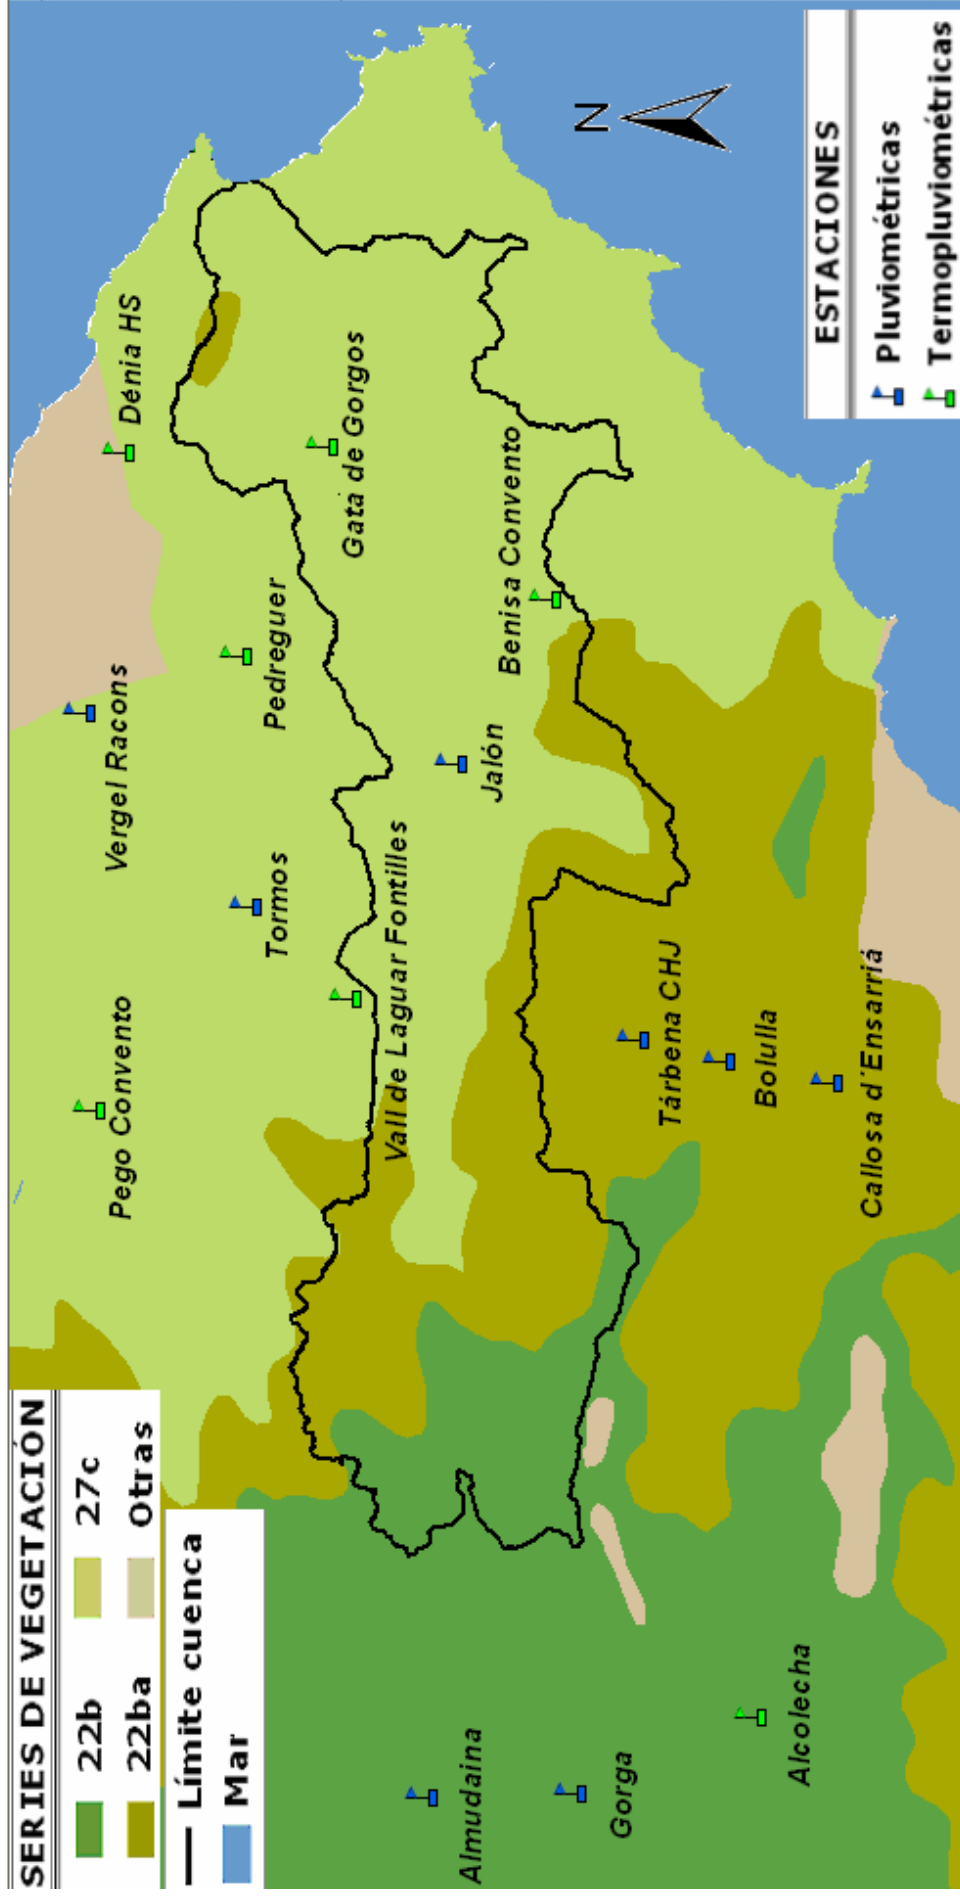 SERIES DE VEGETACIÓN
22b 27c
22ba Otras
Límite cuenca
Mar
Pego Convento
Vergel Racons
Dénia HS
Tormos
Pedreguer
Gata de Gorgos
Vall de Laguar Fontilles
Jalón
Benisa Convento
Almudaina
Gorga
Alcolecha
Tárbena CHJ
Bolulla
Callosa d'Ensarriá
N
ESTACIONES
Pluviométricas
Termopluviométricas